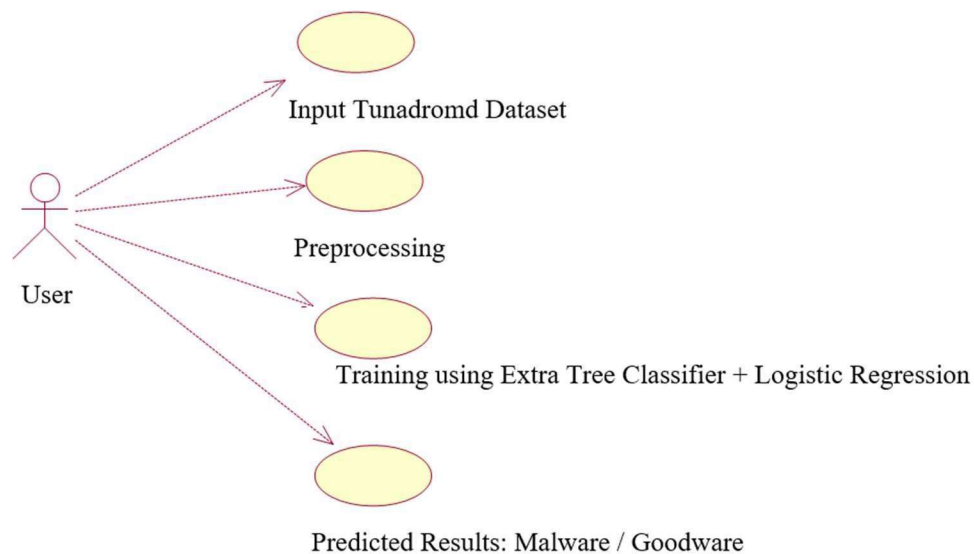 Input Tunadromd Dataset
Preprocessing
User
Training using Extra Tree Classifier + Logistic Regression
Predicted Results: Malware / Goodware